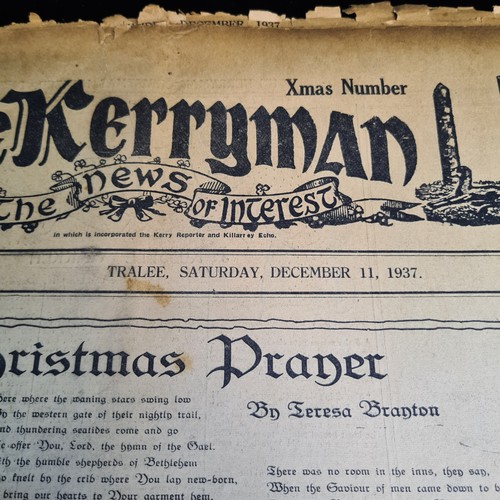 DECEMBER 1937
Kerryman
Xmas Number
the news of interest
in which is incorporated the Kerry Reporter and Killarney Echo.
TRALEE, SATURDAY, DECEMBER 11, 1937.
hristmas Prayer
By Teresa Brayton
here where the waning stars swing low
the western gate of their nightly trail,
nd thundering seatides come and go
e offer You, Lord, the hymn of the Gael.
ith the humble shepherds of Bethlehem
o knelt by the crib where You lay new-born,
bring our hearts to Your garment hem,
There was no room in the inns, they say,
When the Saviour of men came down to